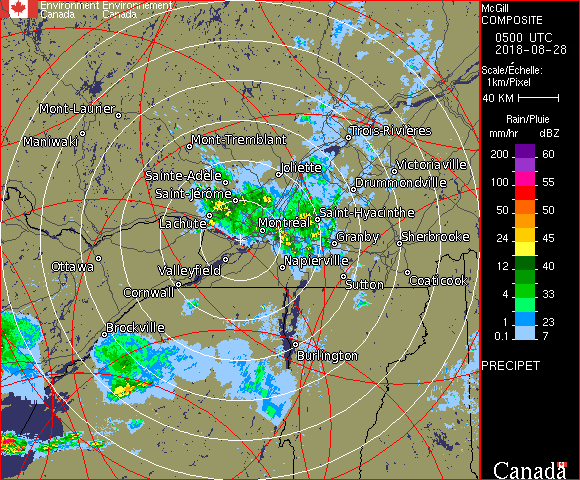 Environment Environnement
Canada Canada
McGill
COMPOSITE
0500 UTC
2018-08-28
Scale/Échelle:
1km/Pixel
40 KM
Rain/Pluie
mm/hr dBZ
200 60
100 55
50 50
24 45
12 40
4 33
1 23
0.1 7
PRECIPET
Canada
Mont-Laurier
Maniwaki
Mont-Tremblant
Trois-Rivières
Joliette
Victoriaville
Sainte-Adèle
Drummondville
Saint-Jérôme
Saint-Hyacinthe
Lachute
Montréal
Granby
Sherbrooke
Ottawa
Valleyfield
Napierville
Sutton
Coaticook
Cornwall
Brockville
Burlington